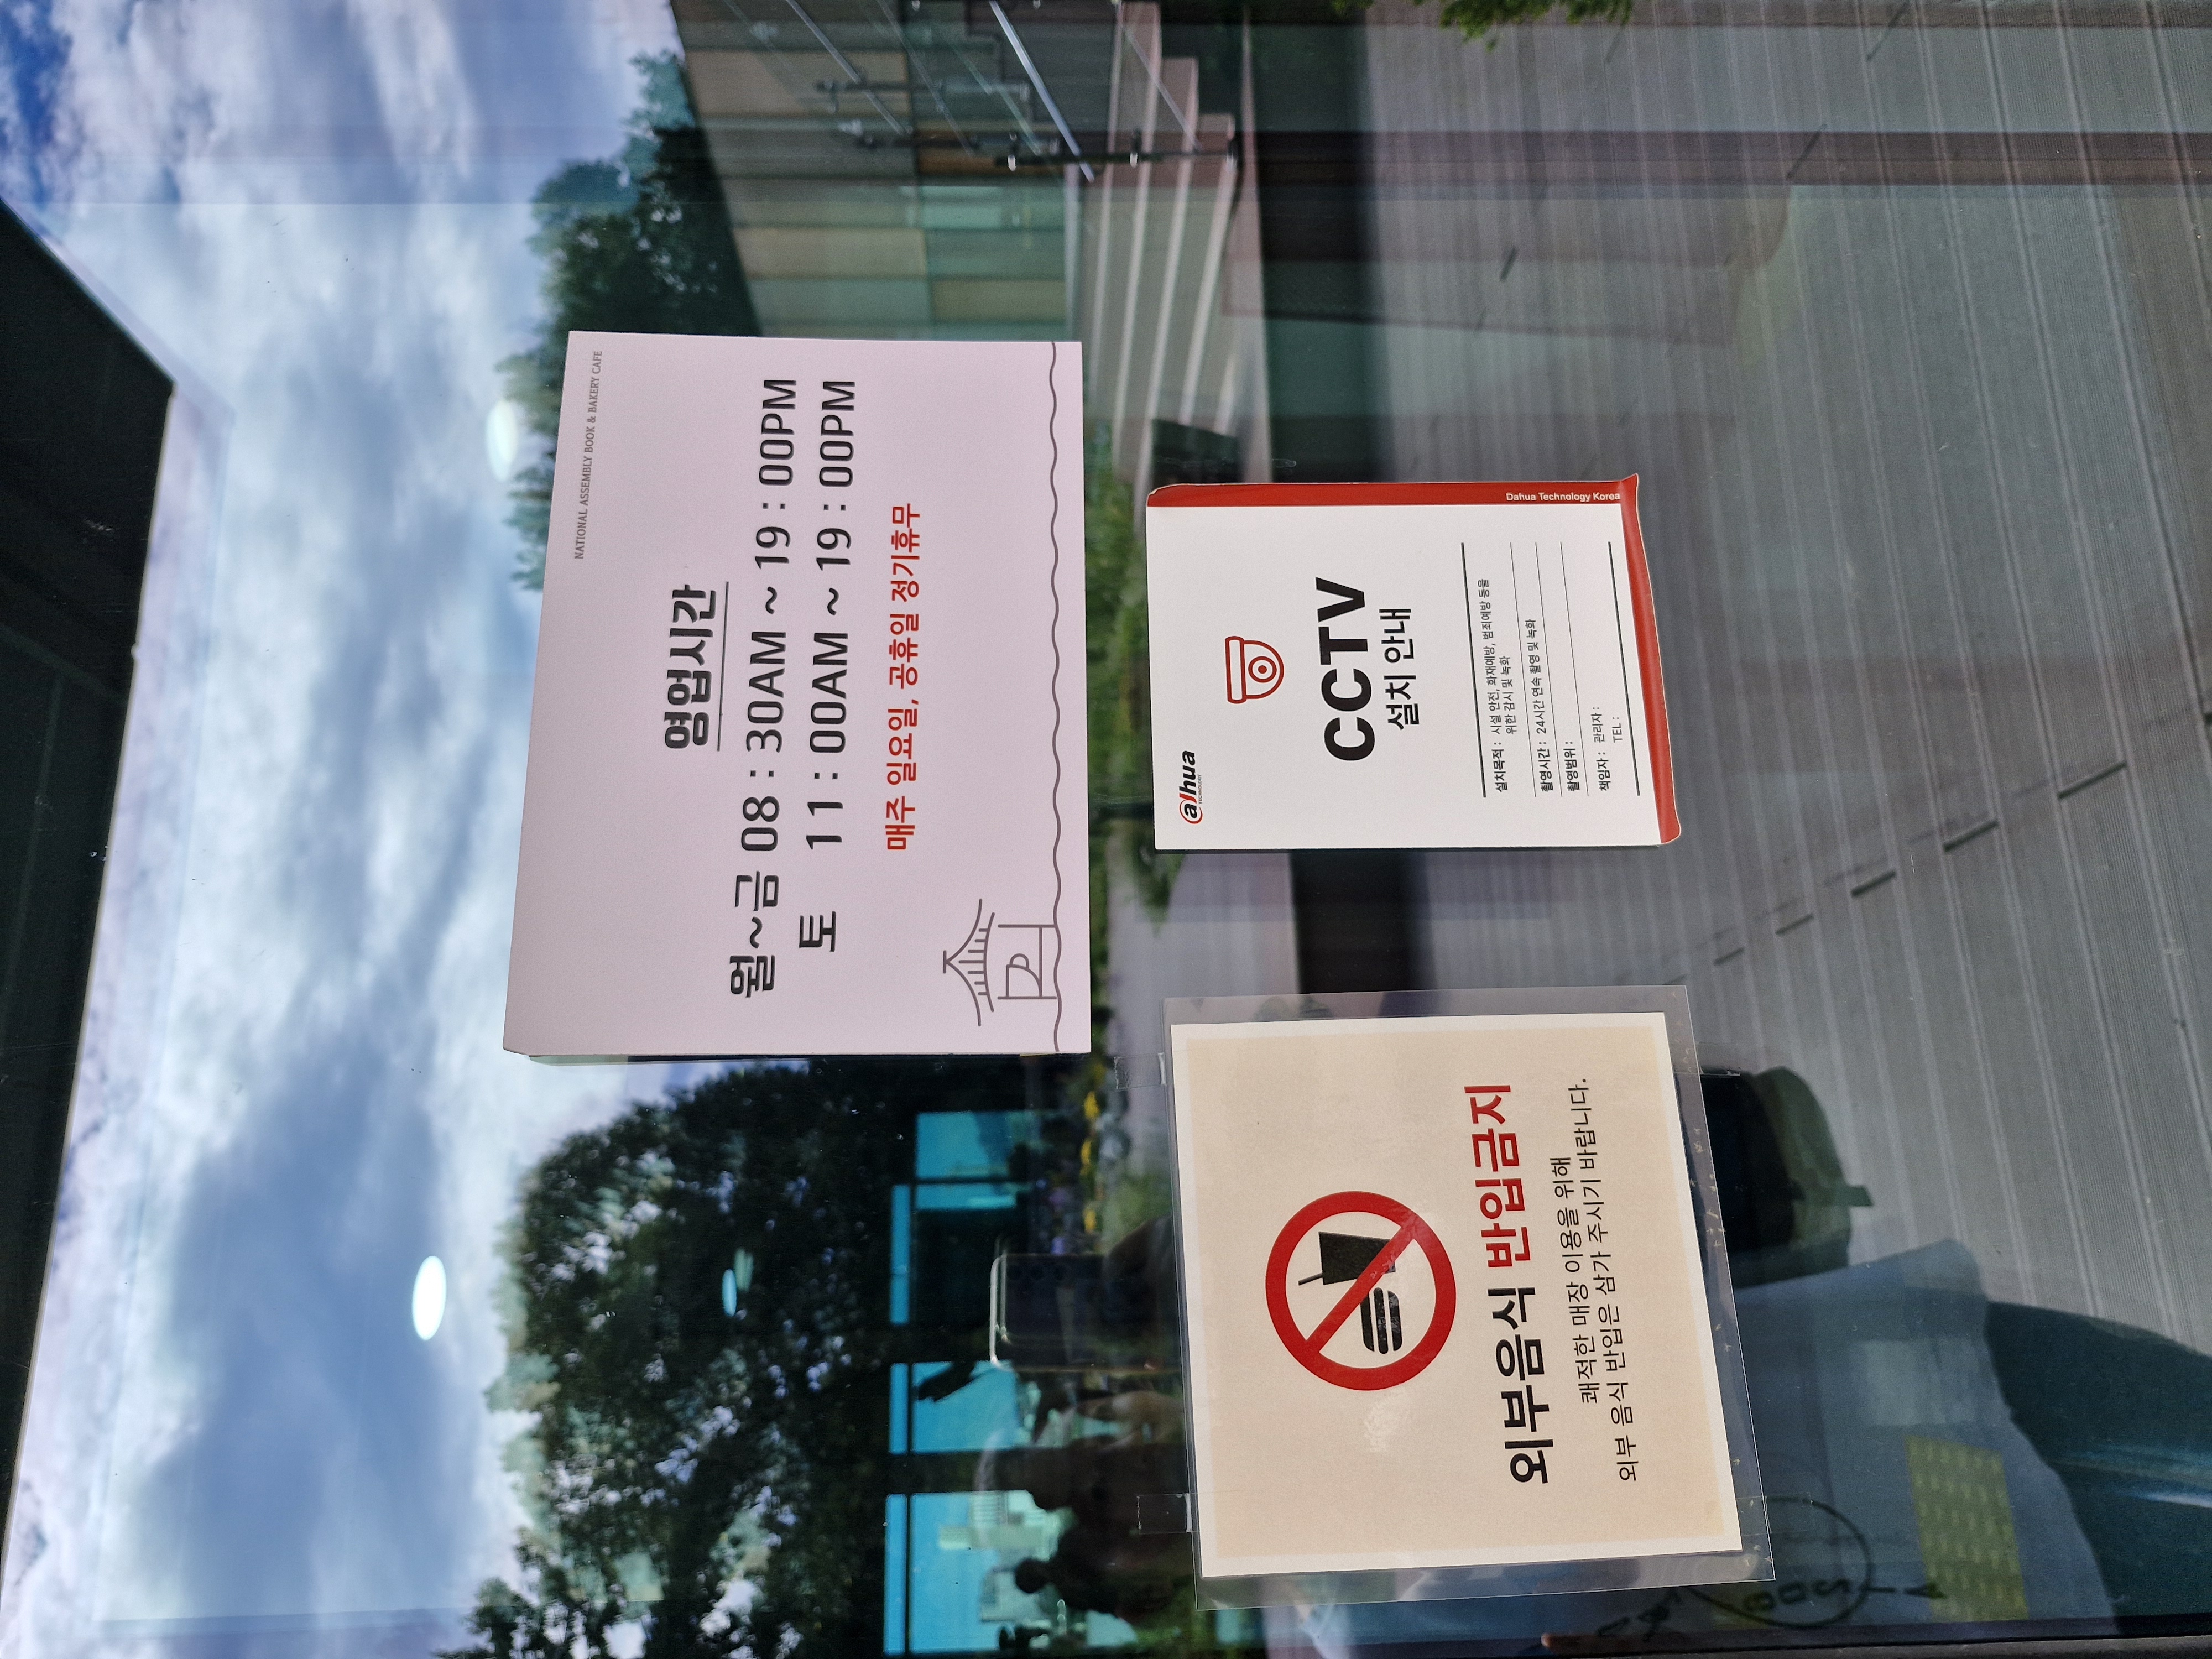 NATIONAL ASSEMBLY BOOK & BAKERY CAFE
영업시간
월~금 08 : 30AM ~ 19 : 00PM
토 11 : 00AM ~ 19 : 00PM
매주 일요일, 공휴일 정기휴무
외부음식 반입금지
쾌적한 매장 이용을 위해
외부 음식 반입은 삼가 주시기 바랍니다.
alhua
TECHNOLOGY
CCTV
설치 안내
설치목적 : 시설 안전, 화재예방, 범죄예방 등을
위한 감시 및 녹화
촬영시간 : 24시간 연속 촬영 및 녹화
촬영범위 :
책임자 : 관리자 :
TEL :
Dahua Technology Korea